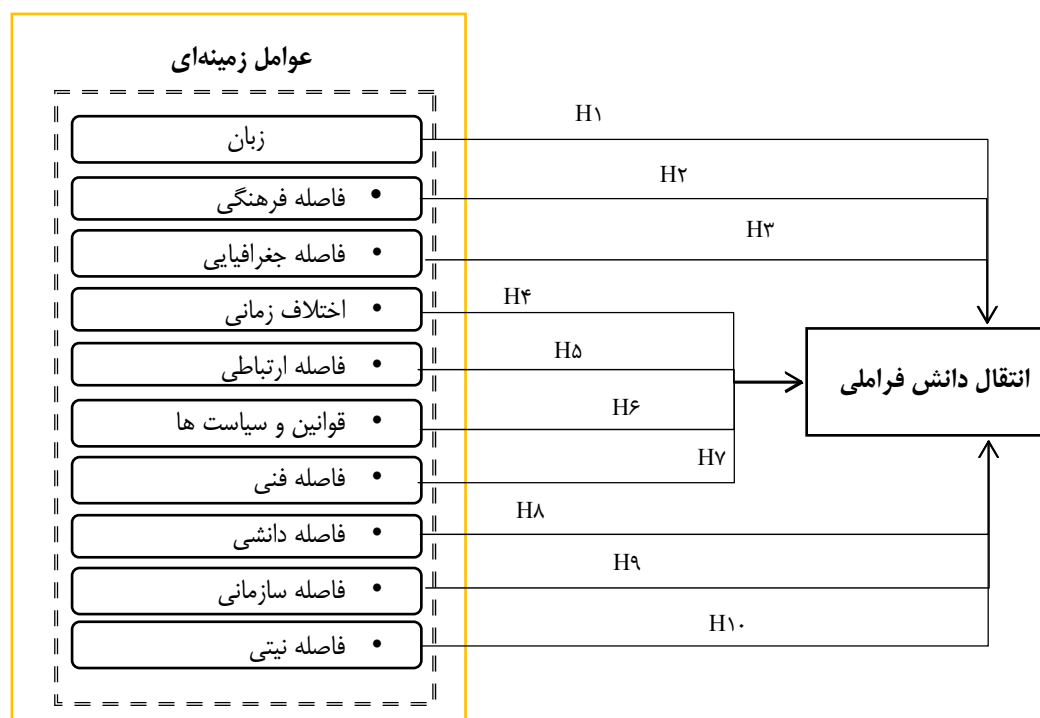 عوامل زمینه‌ای
زبان
• فاصله فرهنگی
• فاصله جغرافیایی
• اختلاف زمانی
• فاصله ارتباطی
• قوانین و سیاست ها
• فاصله فنی
• فاصله دانشی
• فاصله سازمانی
• فاصله نیتی
H۱
H۲
H۳
H۴
H۵
H۶
H۷
H۸
H۹
H۱۰
انتقال دانش فراملی